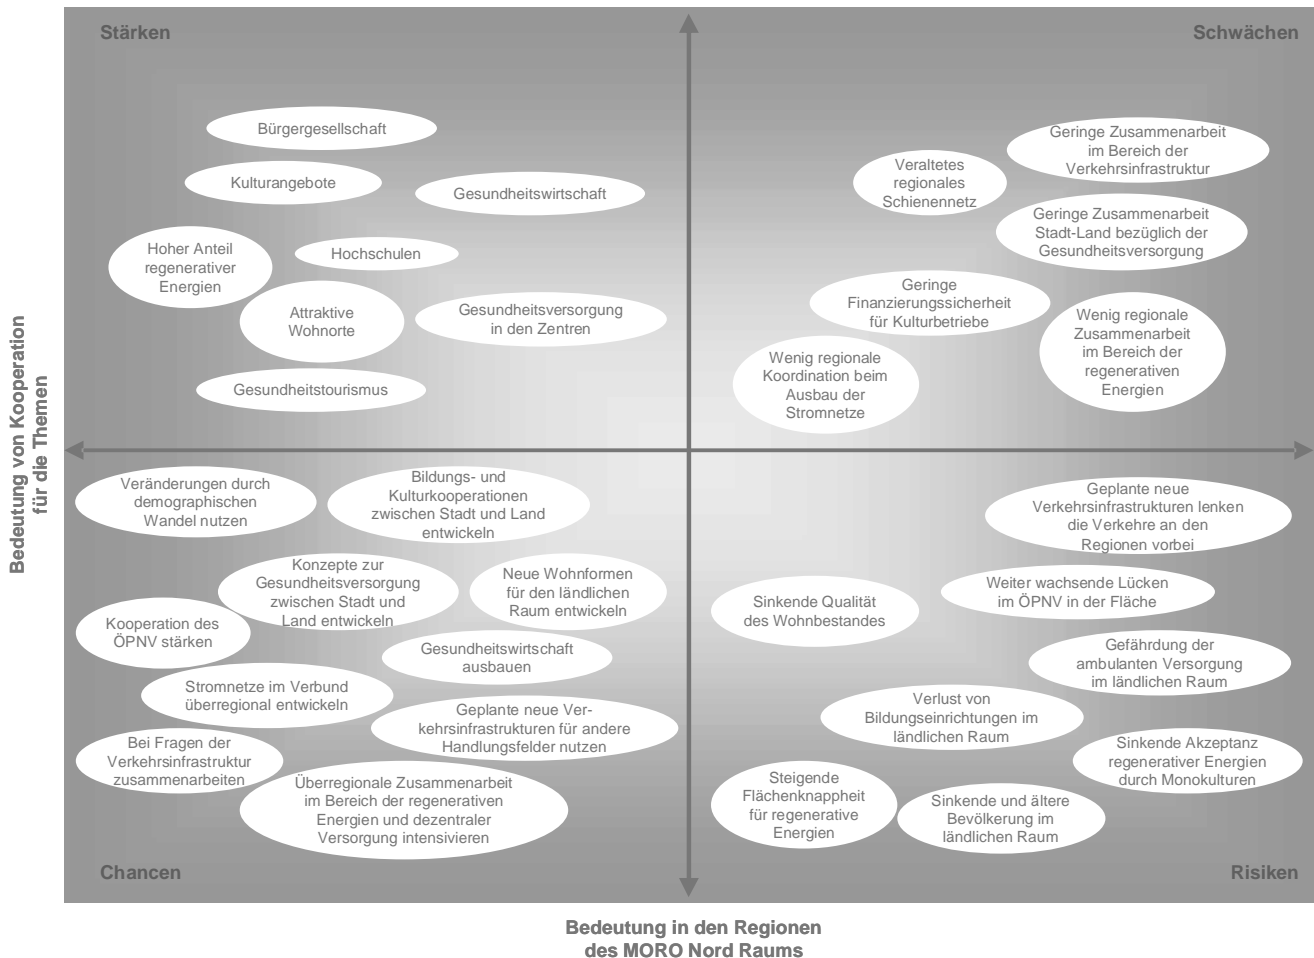 Stärken
Schwächen
Bürgergesellschaft
Kulturangebote
Gesundheitswirtschaft
Hoher Anteil
regenerativer
Energien
Hochschulen
Attraktive
Wohnorte
Gesundheitsversorgung
in den Zentren
Gesundheitstourismus
Geringe Zusammenarbeit
im Bereich der
Verkehrsinfrastruktur
Veraltetes
regionales
Schienennetz
Geringe Zusammenarbeit
Stadt-Land bezüglich der
Gesundheitsversorgung
Geringe
Finanzierungssicherheit
für Kulturbetriebe
Wenig regionale
Zusammenarbeit
im Bereich der
regenerativen
Energien
Wenig regionale
Koordination beim
Ausbau der
Stromnetze
Bedeutung von Kooperation
für die Themen
Veränderungen durch
demographischen
Wandel nutzen
Bildungs- und
Kulturkooperationen
zwischen Stadt und Land
entwickeln
Konzepte zur
Gesundheitsversorgung
zwischen Stadt und
Land entwickeln
Neue Wohnformen
für den ländlichen
Raum entwickeln
Kooperation des
ÖPNV stärken
Gesundheitswirtschaft
ausbauen
Stromnetze im Verbund
überregional entwickeln
Geplante neue Ver-
kehrsinfrastrukturen für andere
Handlungsfelder nutzen
Bei Fragen der
Verkehrsinfrastruktur
zusammenarbeiten
Überregionale Zusammenarbeit
im Bereich der regenerativen
Energien und dezentraler
Versorgung intensivieren
Geplante neue
Verkehrsinfrastrukturen lenken
die Verkehre an den
Regionen vorbei
Sinkende Qualität
des Wohnbestandes
Weiter wachsende Lücken
im ÖPNV in der Fläche
Gefährdung der
ambulanten Versorgung
im ländlichen Raum
Verlust von
Bildungseinrichtungen im
ländlichen Raum
Sinkende Akzeptanz
regenerativer Energien
durch Monokulturen
Steigende
Flächenknappheit
für regenerative
Energien
Sinkende und ältere
Bevölkerung im
ländlichen Raum
Chancen
Risiken
Bedeutung in den Regionen
des MORO Nord Raums